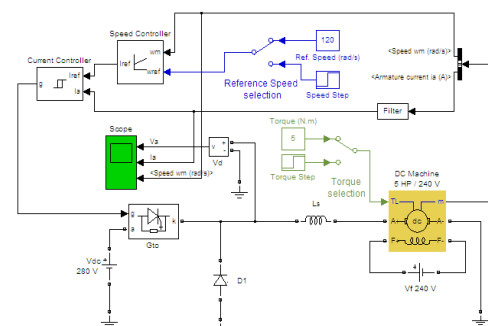 Speed Controller
wm
Iref
wref
120
Ref. Speed (rad/s)
Reference Speed
selection
Speed Step
<Speed wm (rad/s)>
<Armature current ia (A)>
Filter
Current Controller
Iref
g
Ia
Scope
Va
Ia
<Speed wm (rad/s)>
v
+
-
Vd
Torque (N.m)
5
Torque Step
Torque
selection
DC Machine
5 HP / 240 V
TL
m
A+
dc
A-
F+
F-
Ls
g
a
k
Gto
Vdc
+
280 V
D1
4
Vf 240 V